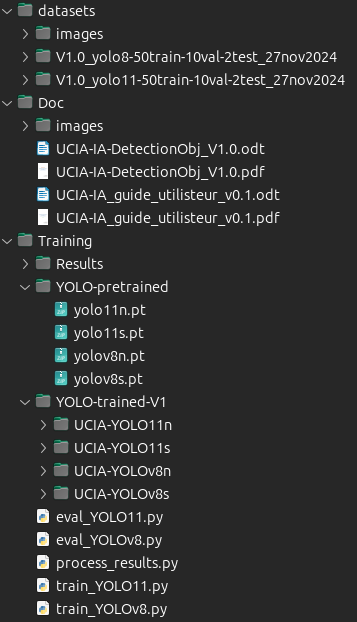 datasets
images
V1.0_yolo8-50train-10val-2test_27nov2024
V1.0_yolo11-50train-10val-2test_27nov2024
Doc
images
UCIA-IA-DetectionObj_V1.0.odt
UCIA-IA-DetectionObj_V1.0.pdf
UCIA-IA_guide_utilisteur_v0.1.odt
UCIA-IA_guide_utilisteur_v0.1.pdf
Training
Results
YOLO-pretrained
yolo11n.pt
yolo11s.pt
yolov8n.pt
yolov8s.pt
YOLO-trained-V1
UCIA-YOLO11n
UCIA-YOLO11s
UCIA-YOLOv8n
UCIA-YOLOv8s
eval_YOLO11.py
eval_YOLOv8.py
process_results.py
train_YOLO11.py
train_YOLOv8.py